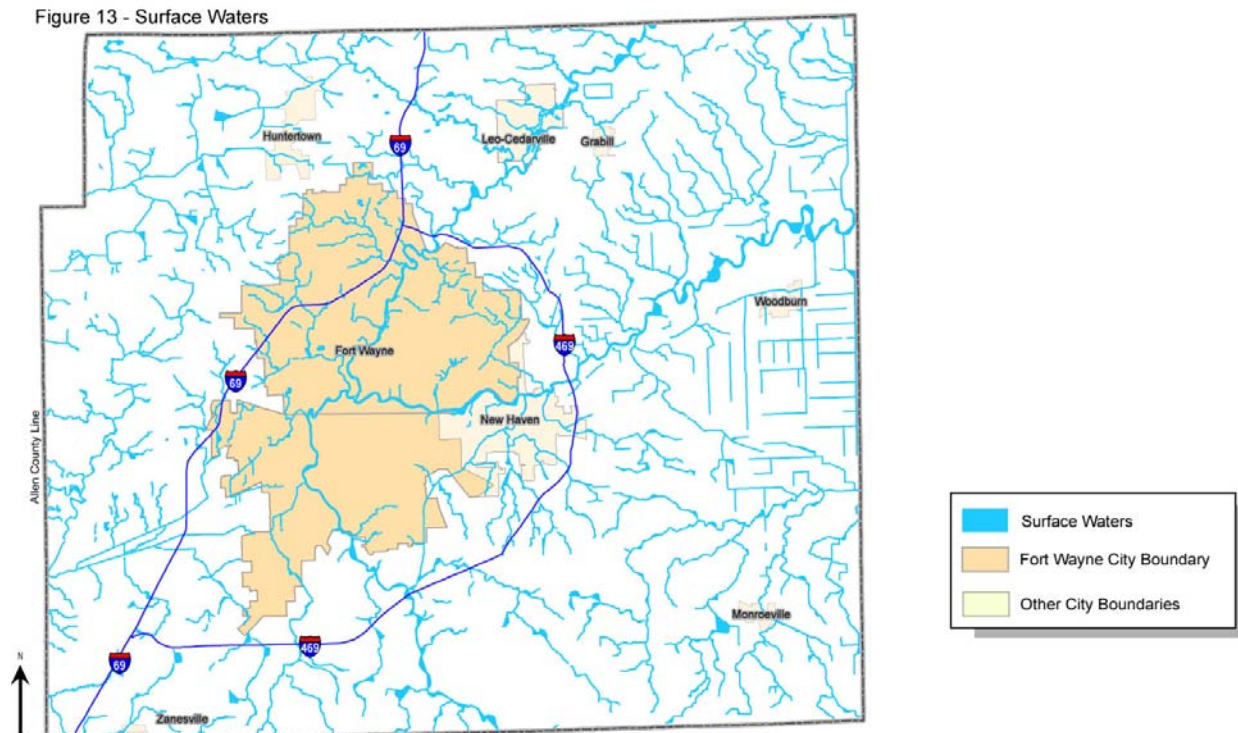 Figure 13 - Surface Waters
Huntertown
69
Leo-Cedarville
Grabill
Woodburn
Fort Wayne
469
69
New Haven
Allen County Line
Surface Waters
Fort Wayne City Boundary
Other City Boundaries
Monroeville
469
69
N
Zanesville